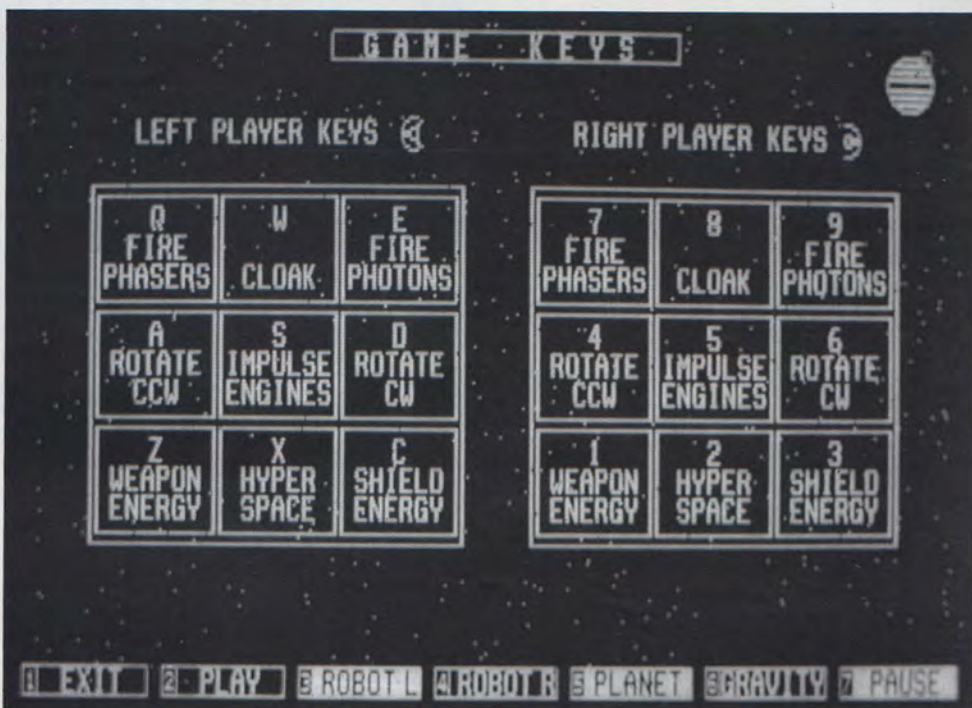 GAME KEYS
LEFT PLAYER KEYS
RIGHT PLAYER KEYS
Q
FIRE
PHASERS
W
CLOAK
E
FIRE
PHOTONS
A
ROTATE
CCW
S
IMPULSE
ENGINES
D
ROTATE
CW
Z
WEAPON
ENERGY
X
HYPER
SPACE
C
SHIELD
ENERGY
7
FIRE
PHASERS
8
CLOAK
9
FIRE
PHOTONS
4
ROTATE
CCW
5
IMPULSE
ENGINES
6
ROTATE
CW
1
WEAPON
ENERGY
2
HYPER
SPACE
3
SHIELD
ENERGY
1 EXIT 2 PLAY 3 ROBOT L 4 ROBOT R 5 PLANET 6 GRAVITY 7 PAUSE